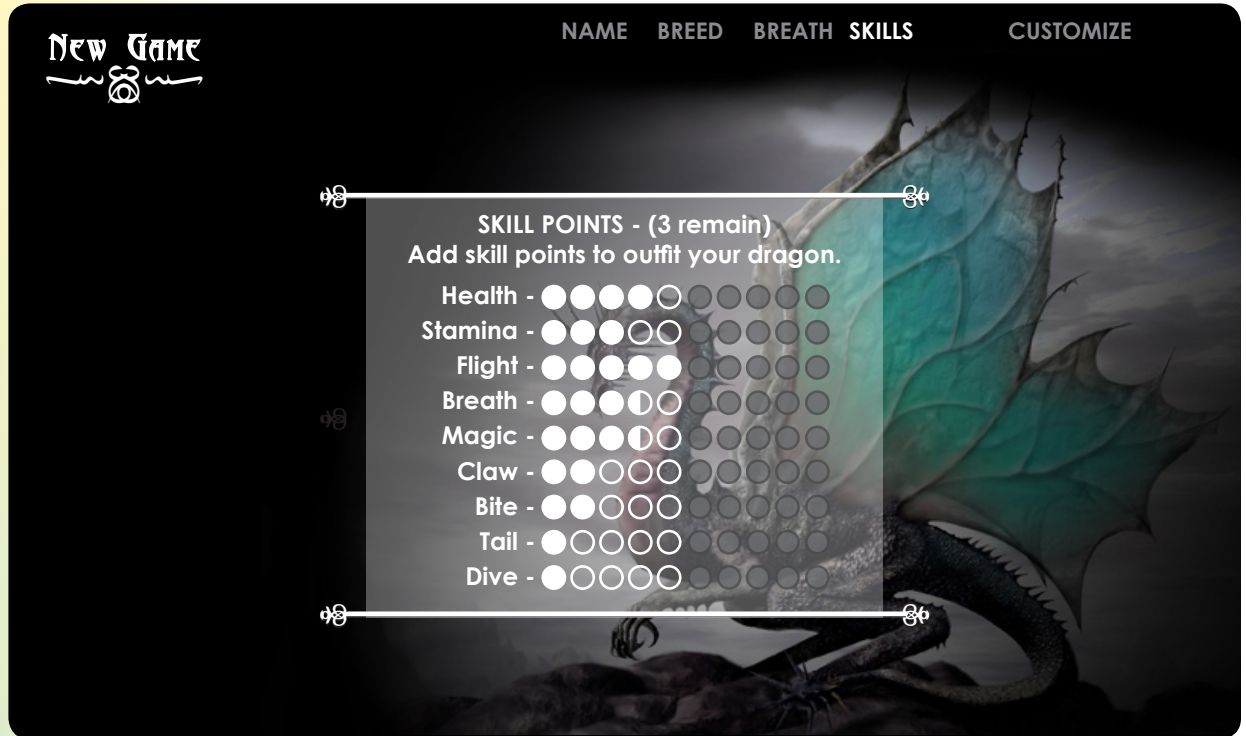 New Game
NAME BREED BREATH SKILLS CUSTOMIZE
SKILL POINTS - (3 remain)
Add skill points to outfit your dragon.
Health -
Stamina -
Flight -
Breath -
Magic -
Claw -
Bite -
Tail -
Dive -